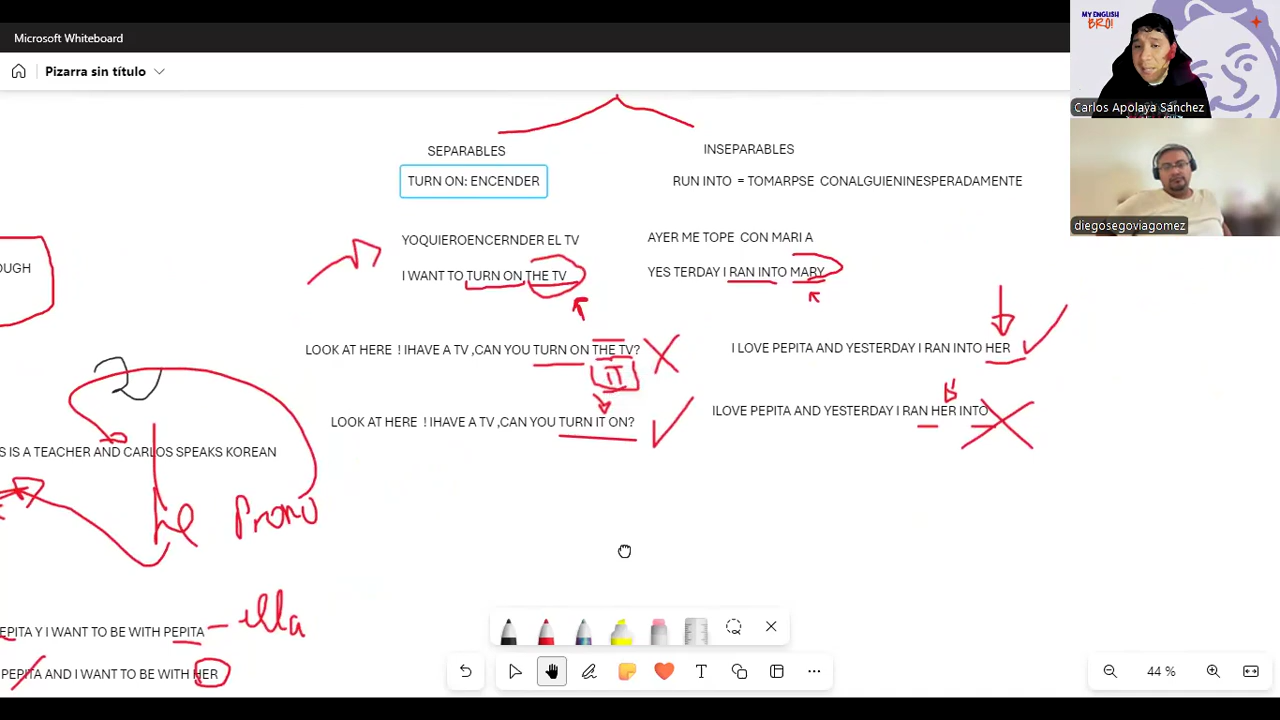 Microsoft Whiteboard
Pizarra sin título
MY ENGLISH
BRO!
Carlos Apolaya Sánchez
diegosegoviagomez
SEPARABLES
TURN ON: ENCENDER
YOQUIEROENCERNDER EL TV
I WANT TO TURN ON THE TV
LOOK AT HERE ! IHAVE A TV ,CAN YOU TURN ON THE TV?
IT
LOOK AT HERE ! IHAVE A TV ,CAN YOU TURN IT ON?
INSEPARABLES
RUN INTO = TOMARPSE CONALGUIENINESPERADAMENTE
AYER ME TOPE CON MARI A
YES TERDAY I RAN INTO MARY
I LOVE PEPITA AND YESTERDAY I RAN INTO HER
ILOVE PEPITA AND YESTERDAY I RAN HER INTO
OUGH
S IS A TEACHER AND CARLOS SPEAKS KOREAN
he Prono
EPITA Y I WANT TO BE WITH PEPITA - ella
PEPITA AND I WANT TO BE WITH HER
44 %